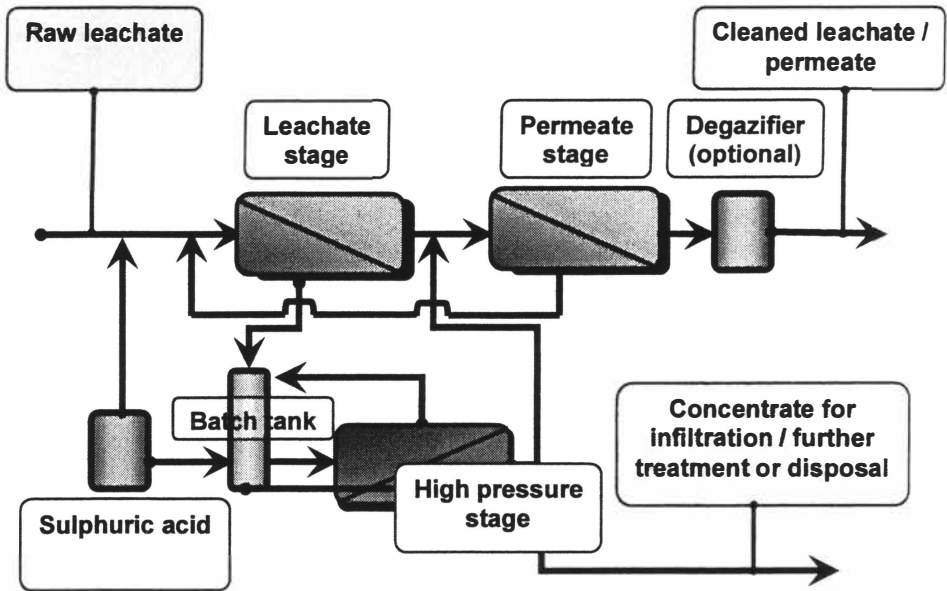 Raw leachate
Cleaned leachate /
permeate
Leachate
stage
Permeate
stage
Degazifier
(optional)
Batch tank
Concentrate for
infiltration / further
treatment or disposal
High pressure
stage
Sulphuric acid